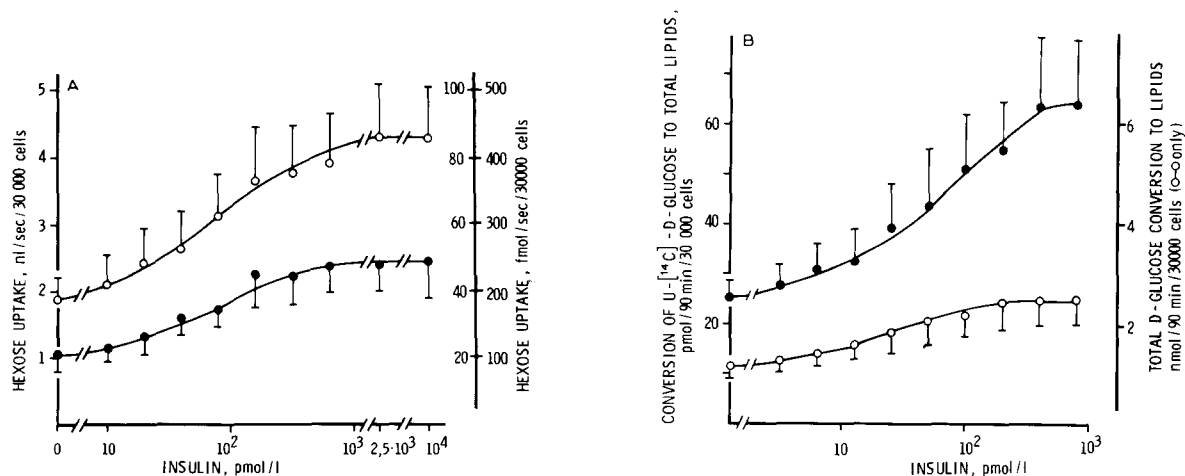 A
HEXOSE UPTAKE, nl/sec/30 000 cells
5
4
3
2
1
0 10 10² 10³ 2,5·10³ 10⁴
INSULIN, pmol/l
100 500
80 400
60 300
40 200
20 100
HEXOSE UPTAKE, fmol/sec/30000 cells
B
CONVERSION OF U-[¹⁴C]-D-GLUCOSE TO TOTAL LIPIDS,
pmol/90 min/30 000 cells
60
40
20
10 10² 10³
INSULIN, pmol/l
6
4
2
TOTAL D-GLUCOSE CONVERSION TO LIPIDS
nmol/90 min/30000 cells (o-o only)